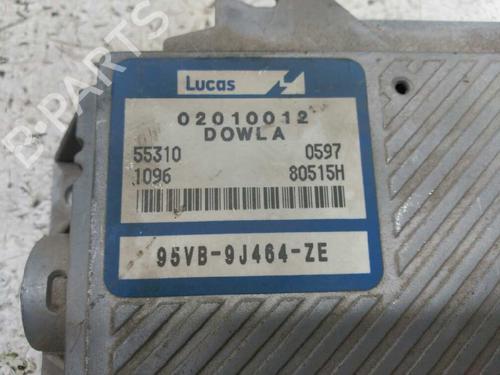 Lucas
02010012
DOWLA
55310 0597
1096 80515H
95VB-9J464-ZE
B-PARTS